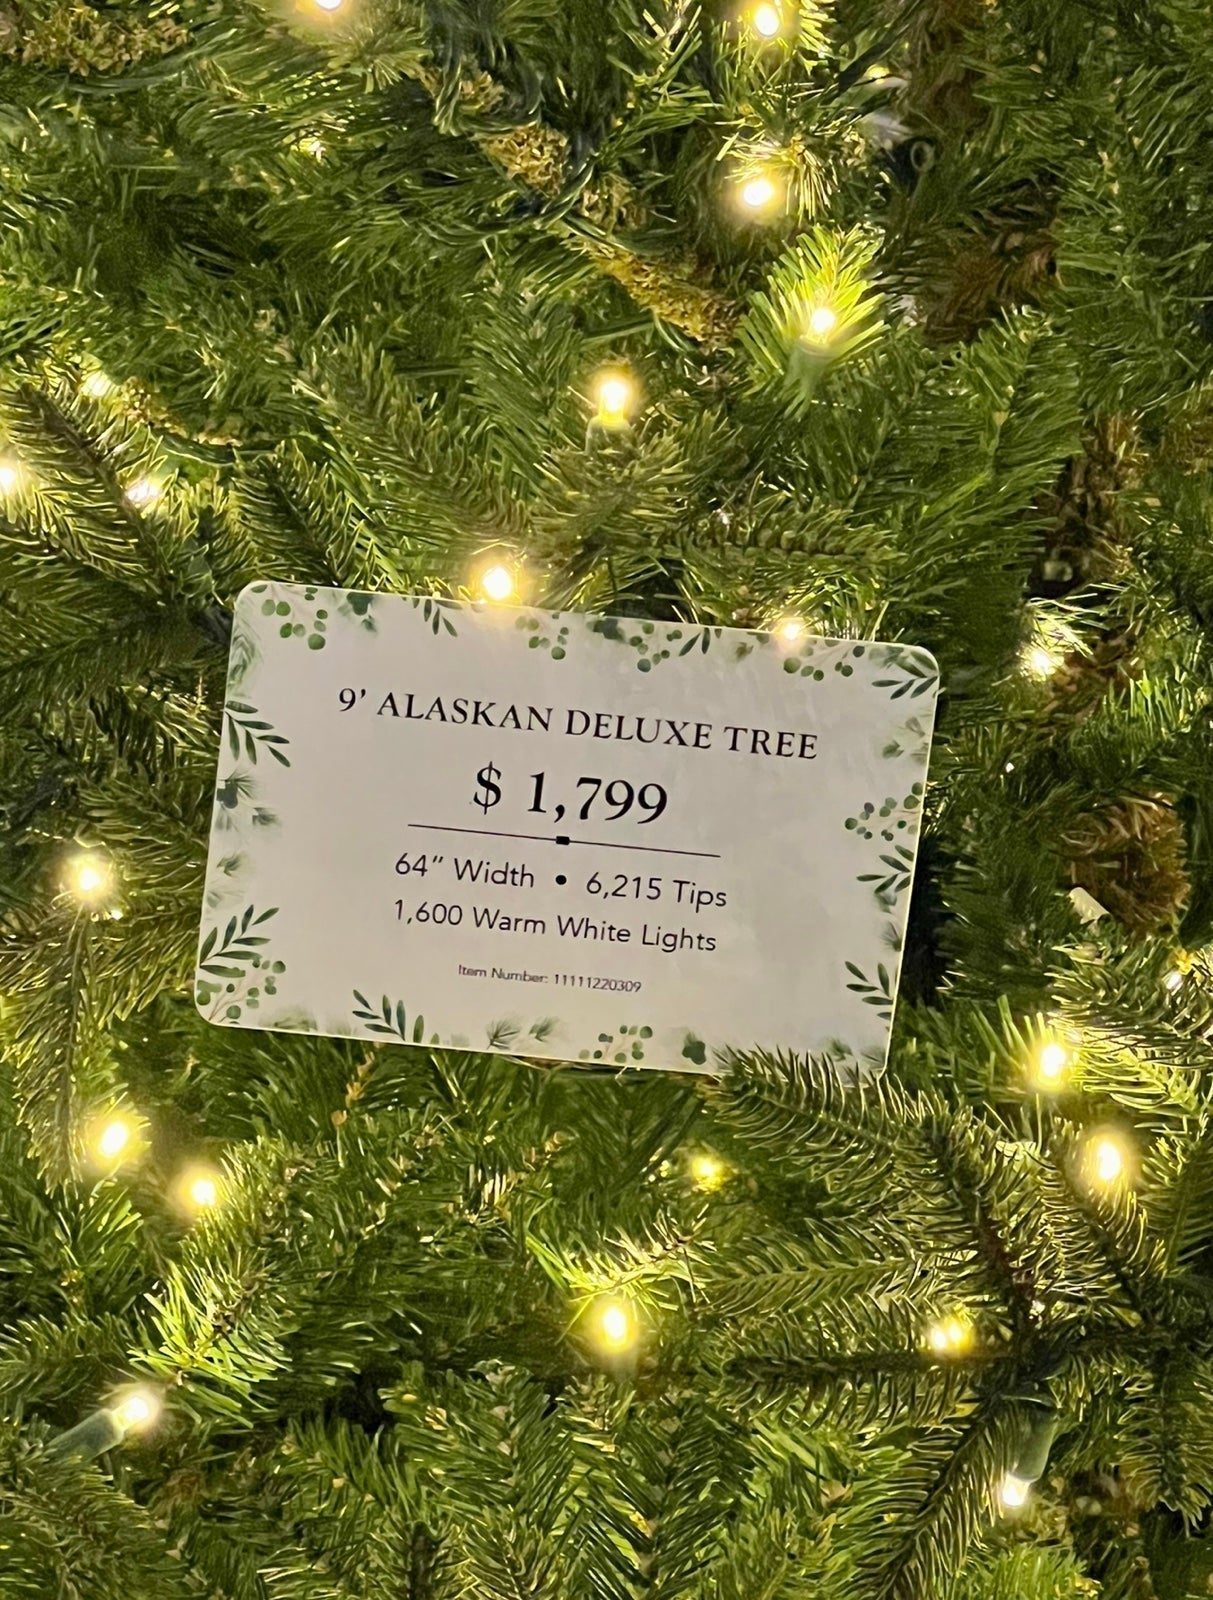 9' ALASKAN DELUXE TREE
$ 1,799
64" Width • 6,215 Tips
1,600 Warm White Lights
Item Number: 11111220309